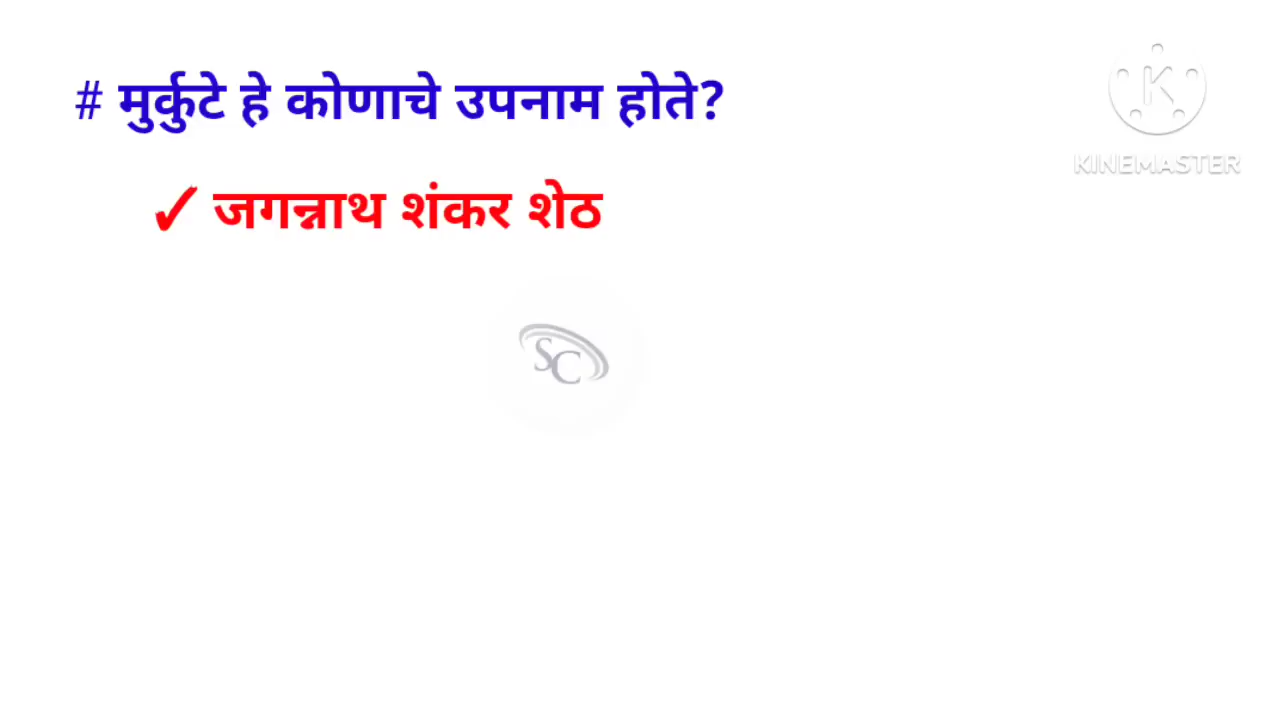 # मुर्कुटे हे कोणाचे उपनाम होते?
✓ जगन्नाथ शंकर शेठ
K
KINEMASTER
SC